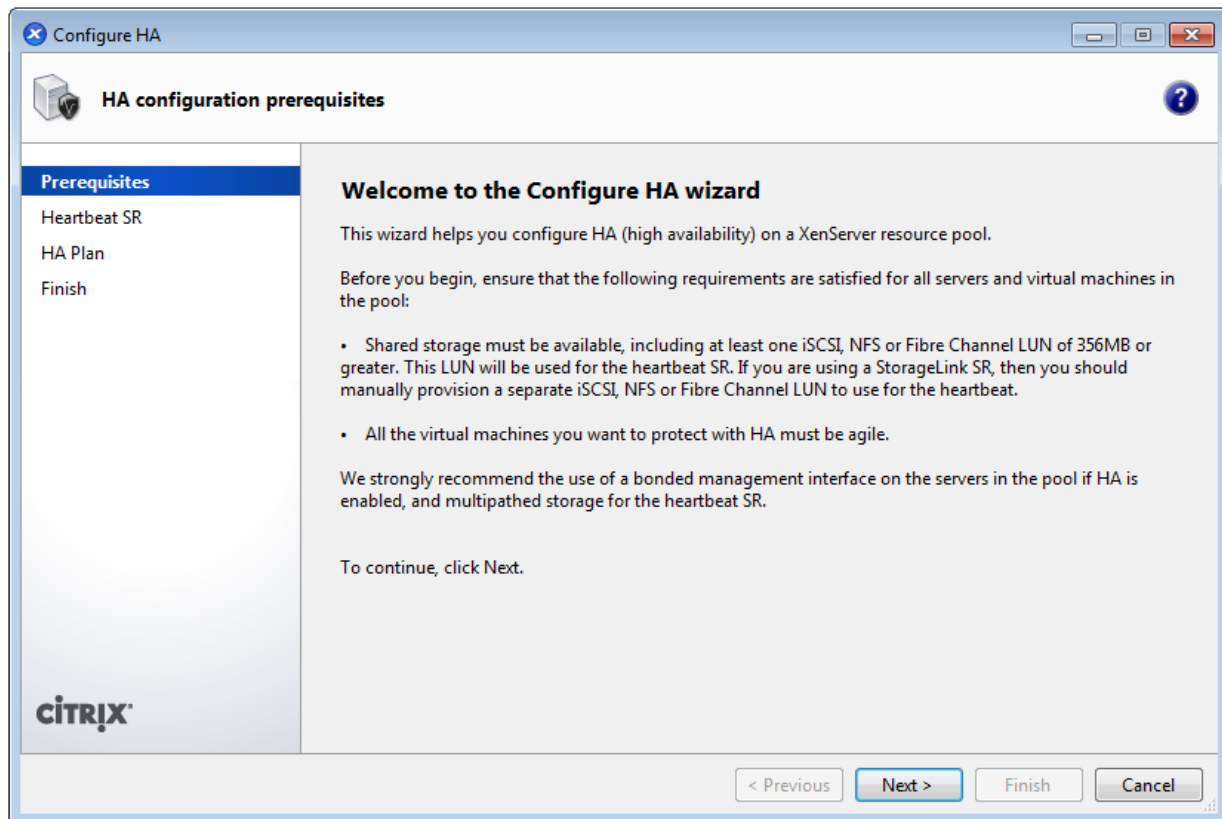 Configure HA
HA configuration prerequisites
?
Prerequisites
Heartbeat SR
HA Plan
Finish
Welcome to the Configure HA wizard
This wizard helps you configure HA (high availability) on a XenServer resource pool.
Before you begin, ensure that the following requirements are satisfied for all servers and virtual machines in
the pool:
• Shared storage must be available, including at least one iSCSI, NFS or Fibre Channel LUN of 356MB or
greater. This LUN will be used for the heartbeat SR. If you are using a StorageLink SR, then you should
manually provision a separate iSCSI, NFS or Fibre Channel LUN to use for the heartbeat.
• All the virtual machines you want to protect with HA must be agile.
We strongly recommend the use of a bonded management interface on the servers in the pool if HA is
enabled, and multipathed storage for the heartbeat SR.
To continue, click Next.
CITRIX
< Previous
Next >
Finish
Cancel